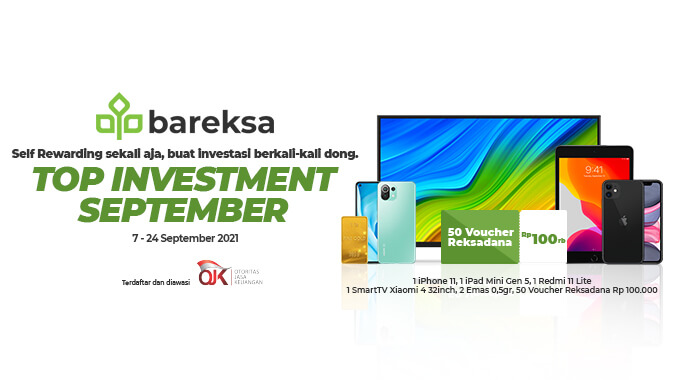 bareksa
Self Rewarding sekali aja, buat investasi berkali-kali dong.
TOP INVESTMENT
SEPTEMBER
7 - 24 September 2021
Terdaftar dan diawasi
OJK
OTORITAS
JASA
KEUANGAN
50 Voucher
Reksadana
Rp 100rb
9:41
1 iPhone 11, 1 iPad Mini Gen 5, 1 Redmi 11 Lite
1 SmartTV Xiaomi 4 32inch, 2 Emas 0,5gr, 50 Voucher Reksadana Rp 100.000